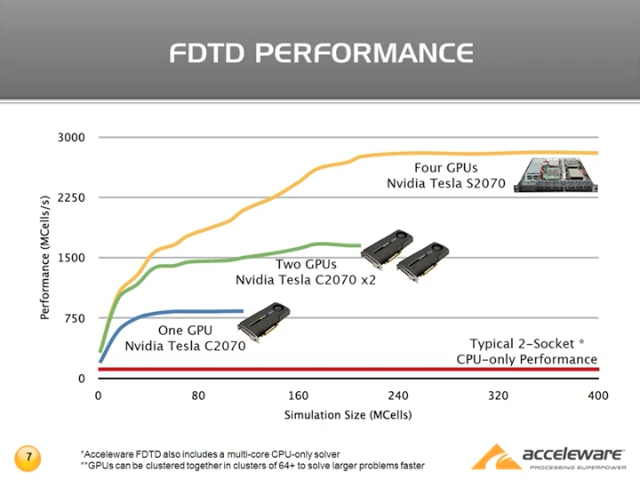 FDTD PERFORMANCE
3000
2250
1500
750
0
Performance (MCells/s)
Four GPUs
Nvidia Tesla S2070
Two GPUs
Nvidia Tesla C2070 x2
One GPU
Nvidia Tesla C2070
Typical 2-Socket *
CPU-only Performance
0 80 160 240 320 400
Simulation Size (MCells)
7
*Acceleware FDTD also includes a multi-core CPU-only solver
**GPUs can be clustered together in clusters of 64+ to solve larger problems faster
acceleware
PROCESSING SUPERPOWER